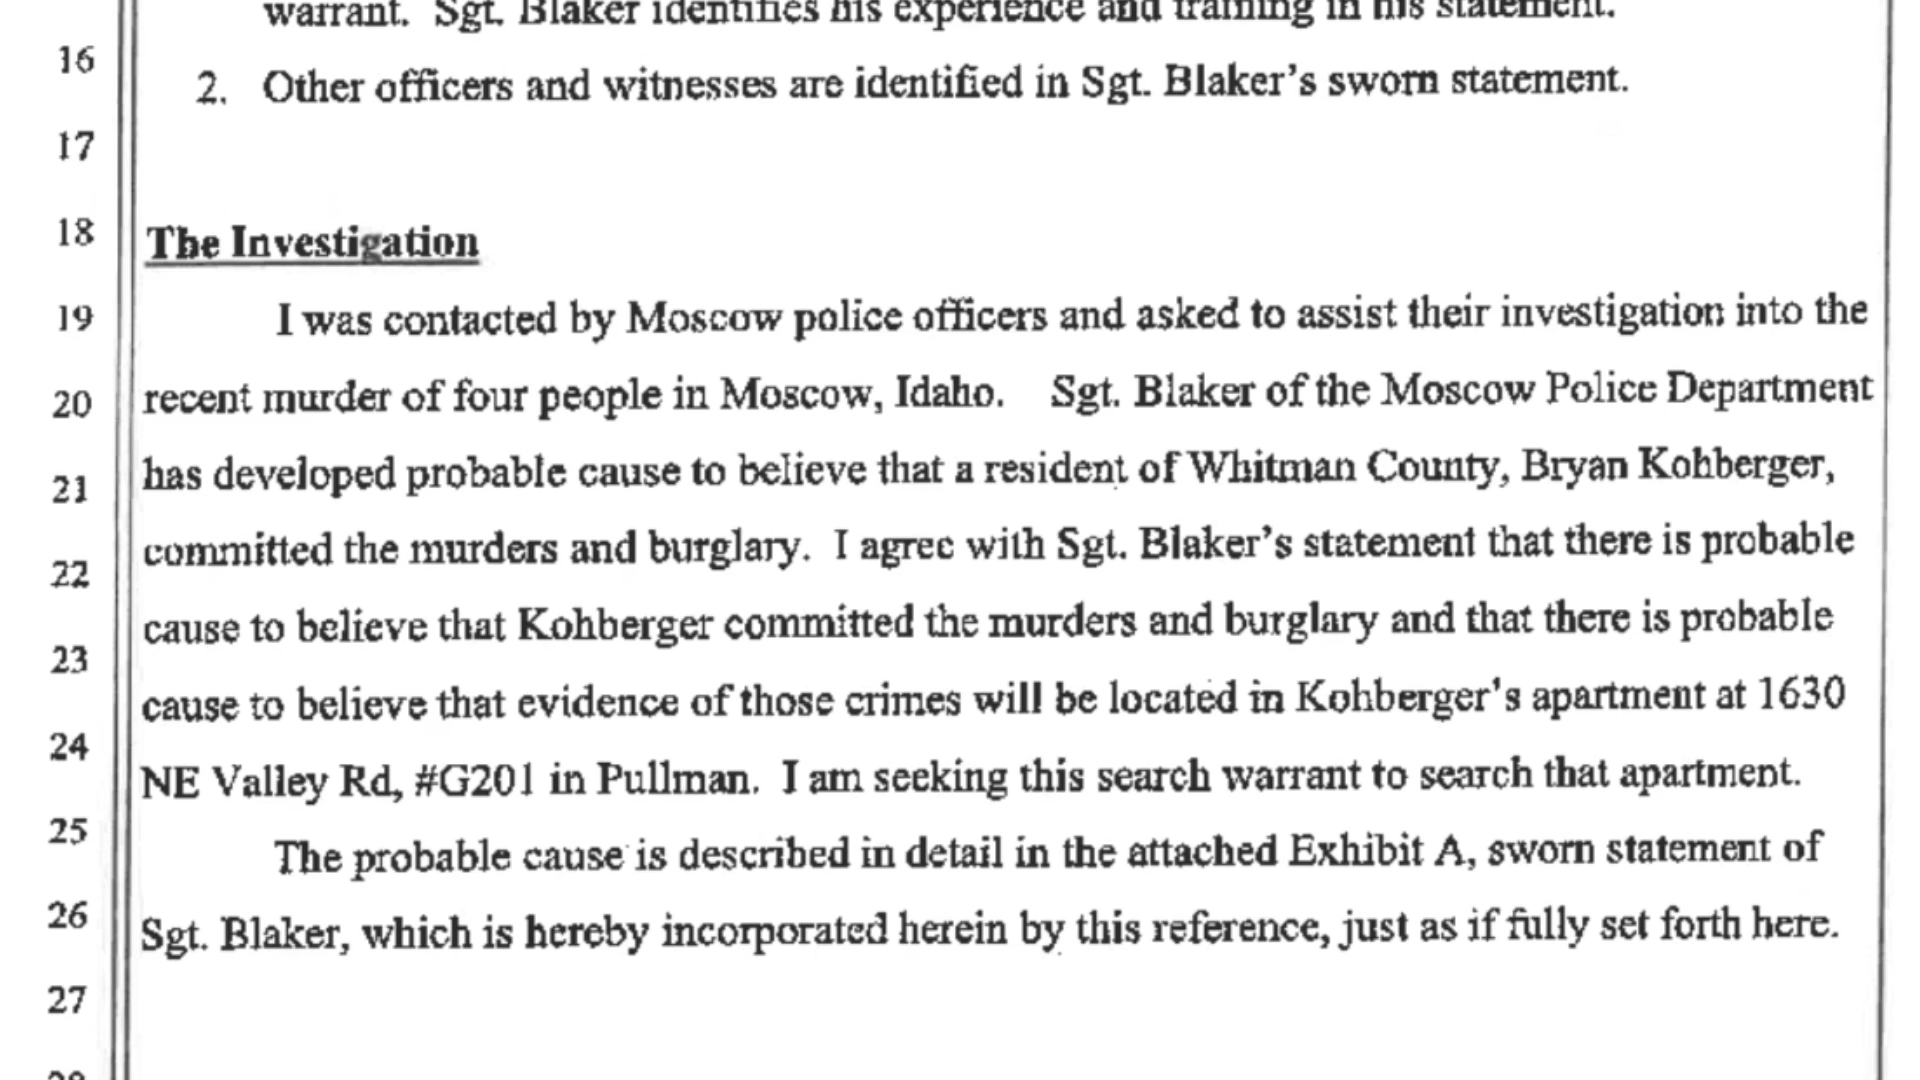 warrant. Sgt. Blaker identifies his experience and training in his statement.
16
2. Other officers and witnesses are identified in Sgt. Blaker's sworn statement.
17
18
The Investigation
19
I was contacted by Moscow police officers and asked to assist their investigation into the
20
recent murder of four people in Moscow, Idaho. Sgt. Blaker of the Moscow Police Department
21
has developed probable cause to believe that a resident of Whitman County, Bryan Kohberger,
22
committed the murders and burglary. I agree with Sgt. Blaker's statement that there is probable
23
cause to believe that Kohberger committed the murders and burglary and that there is probable
24
cause to believe that evidence of those crimes will be located in Kohberger's apartment at 1630
NE Valley Rd, #G201 in Pullman. I am seeking this search warrant to search that apartment.
25
The probable cause is described in detail in the attached Exhibit A, sworn statement of
26
Sgt. Blaker, which is hereby incorporated herein by this reference, just as if fully set forth here.
27
28